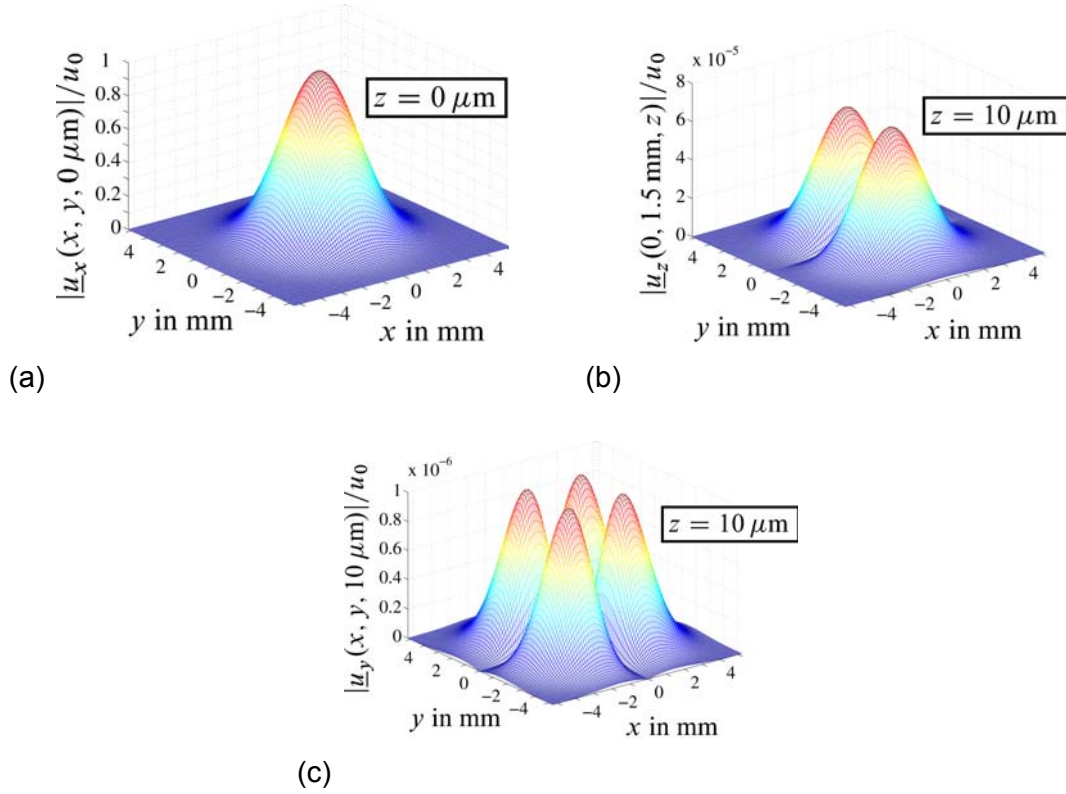 |u_x(x, y, 0 μm)|/u_0
1
0.8
0.6
0.4
0.2
0
z = 0 μm
4
2
0
−2
−4
y in mm
−4
−2
0
2
4
x in mm
(a)
x 10^-5
|u_z(0, 1.5 mm, z)|/u_0
8
6
4
2
0
z = 10 μm
4
2
0
−2
−4
y in mm
−4
−2
0
2
4
x in mm
(b)
x 10^-6
|u_y(x, y, 10 μm)|/u_0
1
0.8
0.6
0.4
0.2
0
z = 10 μm
4
2
0
−2
−4
y in mm
−4
−2
0
2
4
x in mm
(c)